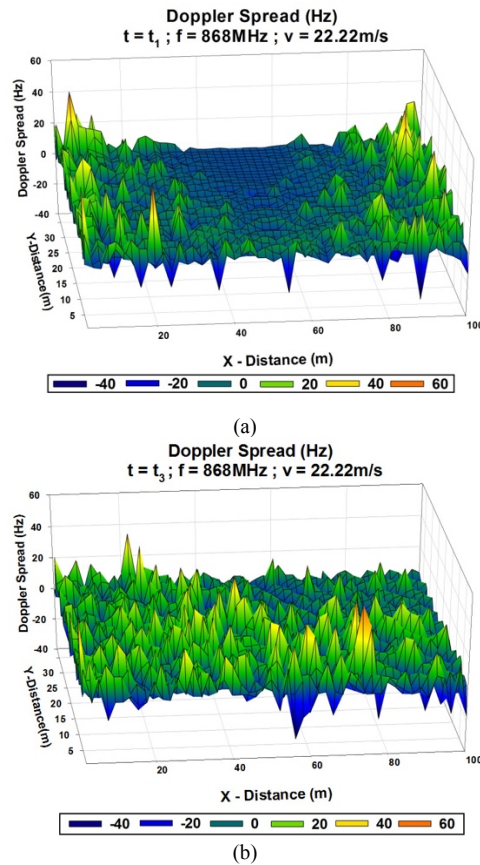 Doppler Spread (Hz)
t = t1 ; f = 868MHz ; v = 22.22m/s
Doppler Spread (Hz)
60
40
20
0
-20
-40
Y-Distance(m)
30
25
20
15
10
5
20
40
60
80
100
X - Distance (m)
-40 -20 0 20 40 60
(a)
Doppler Spread (Hz)
t = t3 ; f = 868MHz ; v = 22.22m/s
Doppler Spread (Hz)
60
40
20
0
-20
-40
Y-Distance(m)
30
25
20
15
10
5
20
40
60
80
100
X - Distance (m)
-40 -20 0 20 40 60
(b)